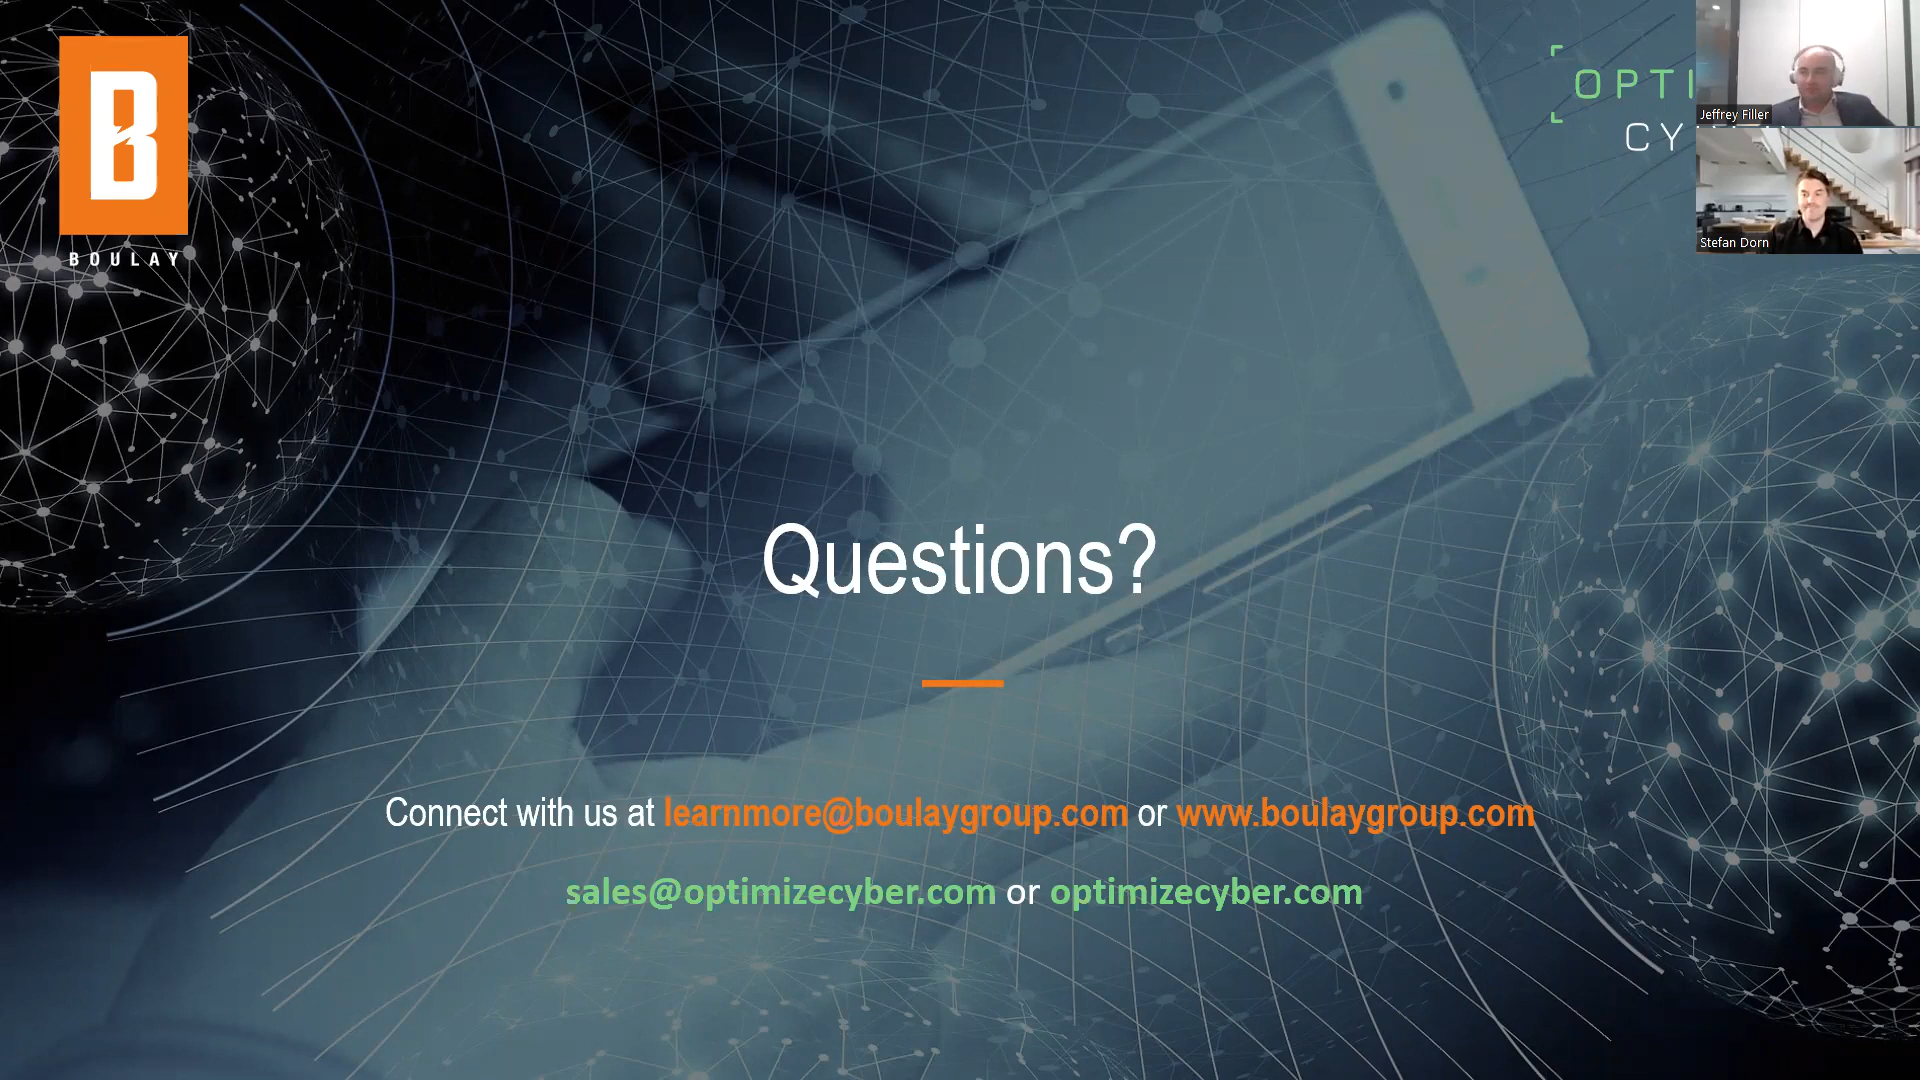 B
BOULAY
OPTI
CY
Jeffrey Filler
Stefan Dorn
Questions?
Connect with us at learnmore@boulaygroup.com or www.boulaygroup.com
sales@optimizecyber.com or optimizecyber.com